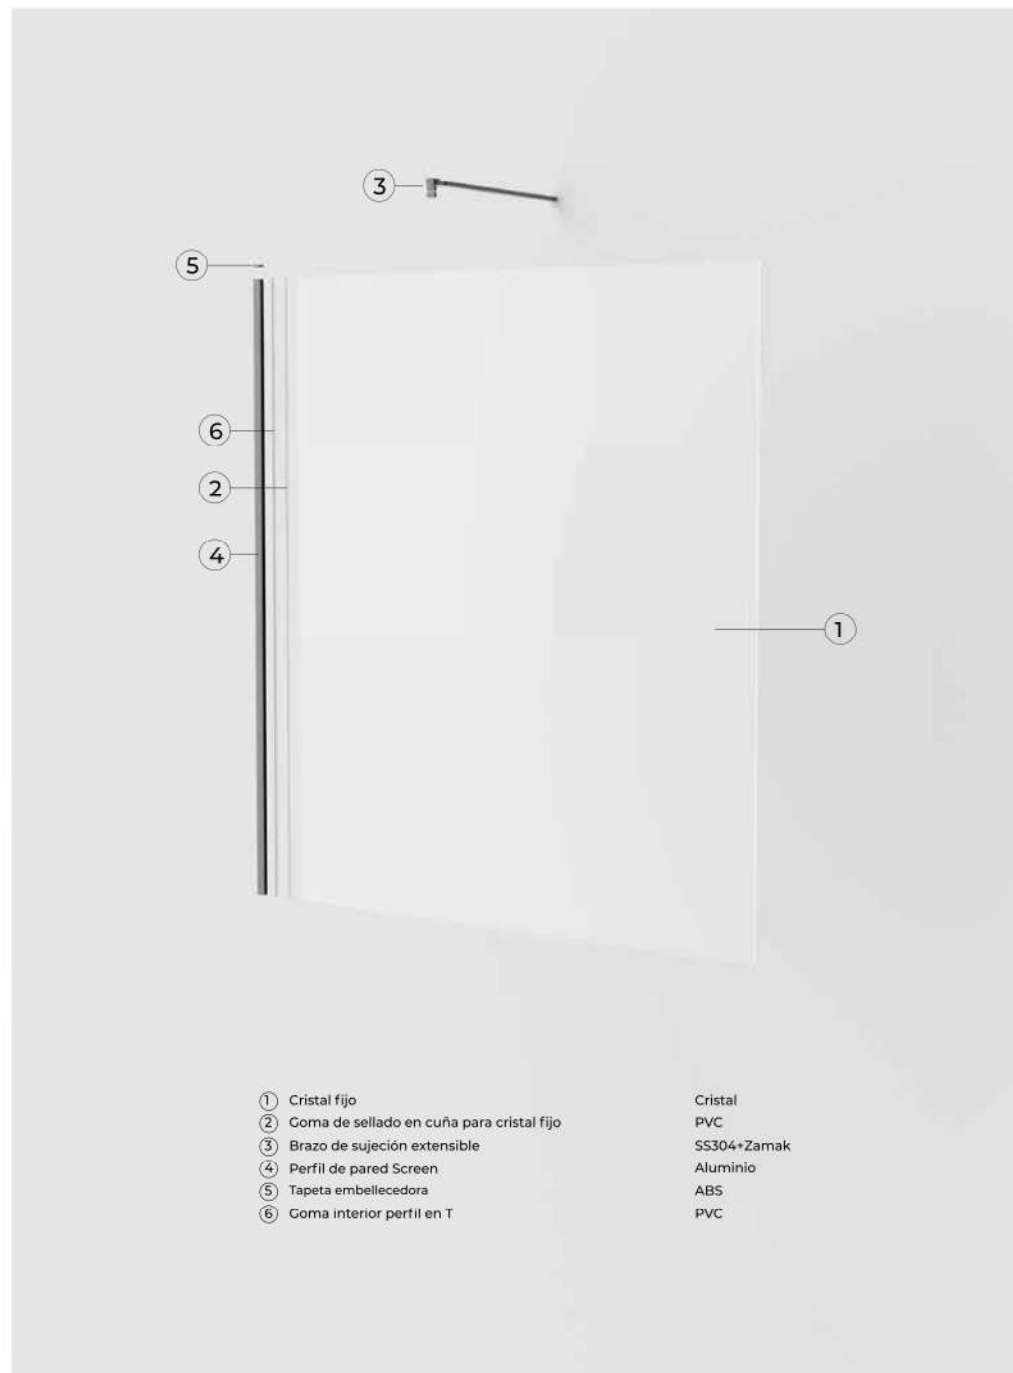 3
5
6
2
4
1
1 Cristal fijo Cristal
2 Goma de sellado en cuña para cristal fijo PVC
3 Brazo de sujeción extensible SS304+Zamak
4 Perfil de pared Screen Aluminio
5 Tapeta embellecedora ABS
6 Goma interior perfil en T PVC